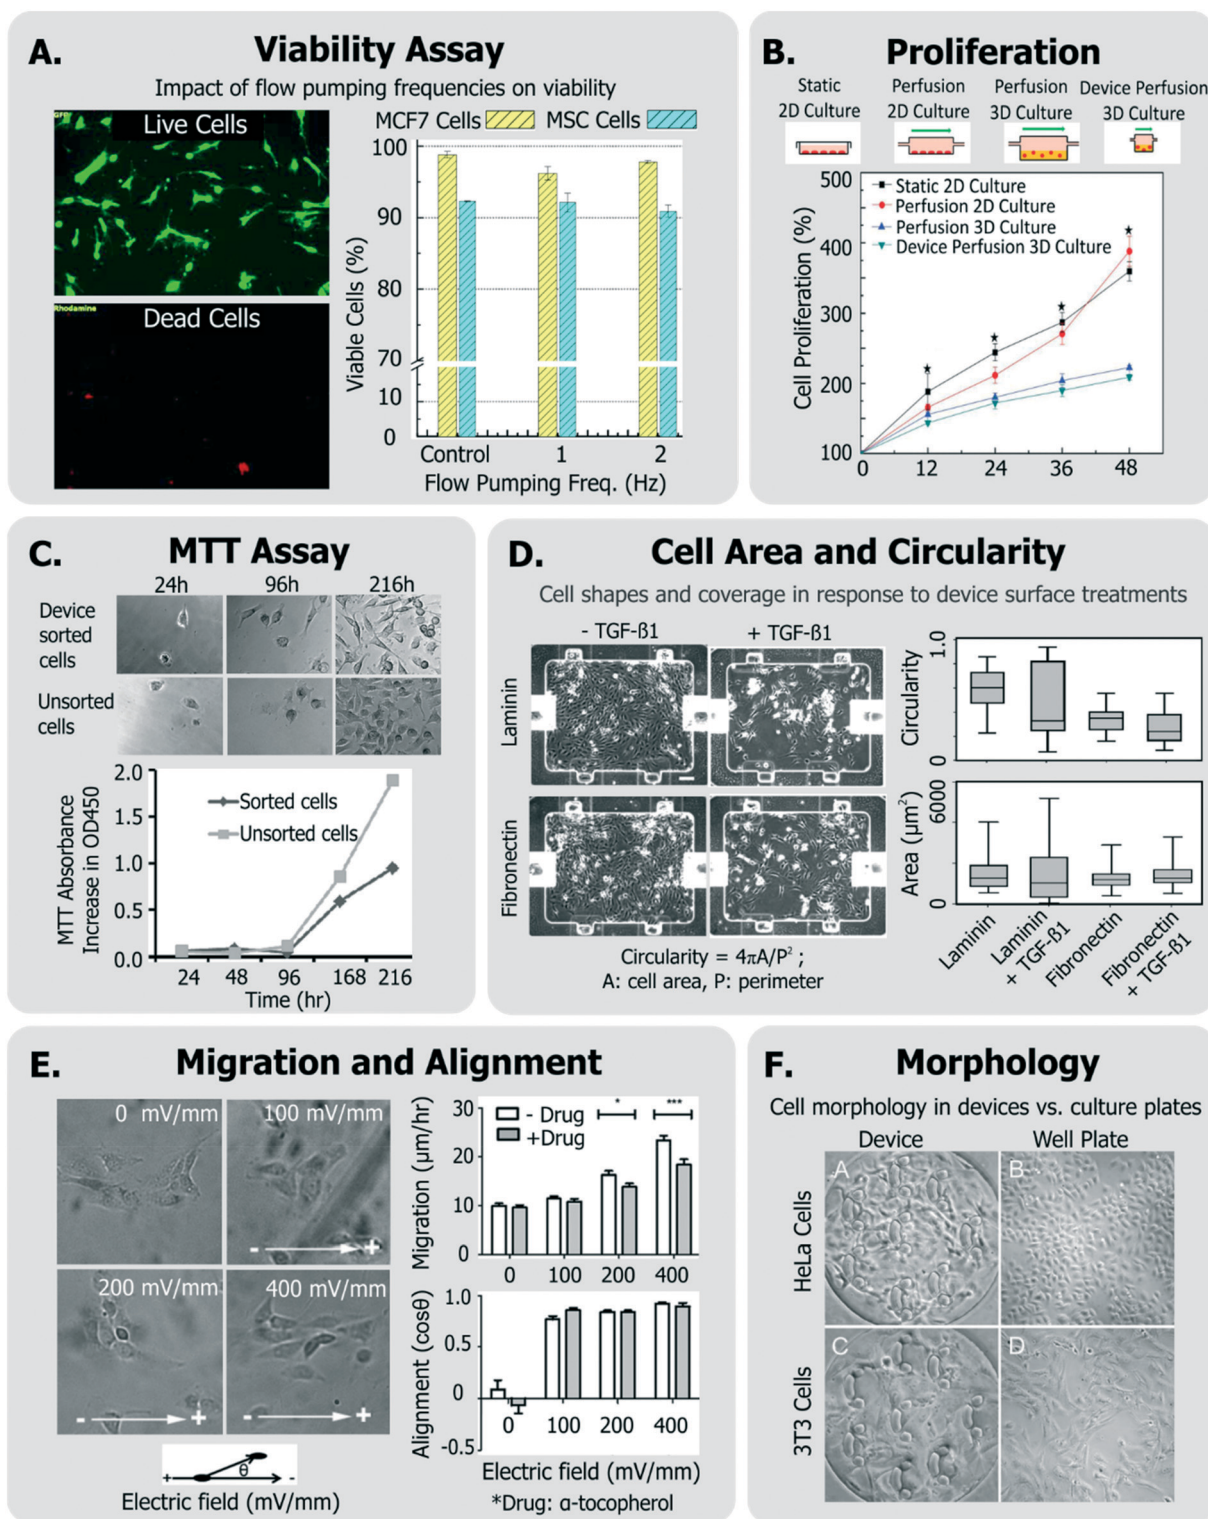 A. Viability Assay
Impact of flow pumping frequencies on viability
GFP
Live Cells
Rhodamine
Dead Cells
MCF7 Cells MSC Cells
Viable Cells (%)
100
90
80
70
10
0
Control 1 2
Flow Pumping Freq. (Hz)
B. Proliferation
Static Perfusion Perfusion Device Perfusion
2D Culture 2D Culture 3D Culture 3D Culture
Static 2D Culture
Perfusion 2D Culture
Perfusion 3D Culture
Device Perfusion 3D Culture
Cell Proliferation (%)
500
400
300
200
100
0 12 24 36 48
C. MTT Assay
24h 96h 216h
Device
sorted
cells
Unsorted
cells
MTT Absorbance
Increase in OD450
2.0
1.0
0.5
0.0
Sorted cells
Unsorted cells
24 48 96 168 216
Time (hr)
D. Cell Area and Circularity
Cell shapes and coverage in response to device surface treatments
- TGF-ß1 + TGF-ß1
Laminin
Fibronectin
Circularity = 4πA/P² ;
A: cell area, P: perimeter
Circularity
1.0
0
Area (µm²)
6000
0
Laminin
Laminin
+ TGF-ß1
Fibronectin
Fibronectin
+ TGF-ß1
E. Migration and Alignment
0 mV/mm 100 mV/mm
- +
200 mV/mm 400 mV/mm
- + - +
+ θ -
Electric field (mV/mm)
Migration (µm/hr)
30
20
10
0
- Drug
+Drug
* ***
0 100 200 400
Alignment (cosθ)
1.0
0.5
0
-0.5
0 100 200 400
Electric field (mV/mm)
*Drug: α-tocopherol
F. Morphology
Cell morphology in devices vs. culture plates
Device Well Plate
HeLa Cells
A B
3T3 Cells
C D